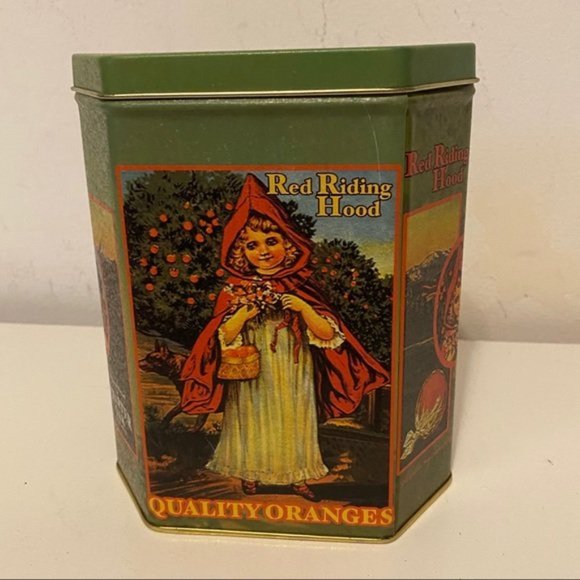 Red Riding
Hood
QUALITY ORANGES
Red Riding
Hood